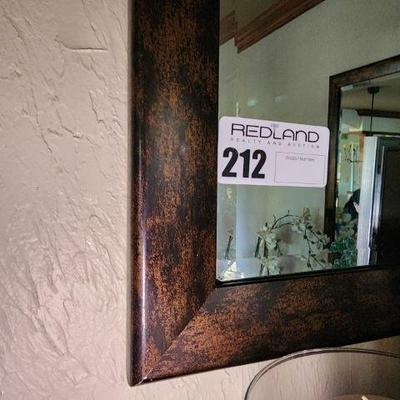 REDLAND
REALTY AND AUCTION
212